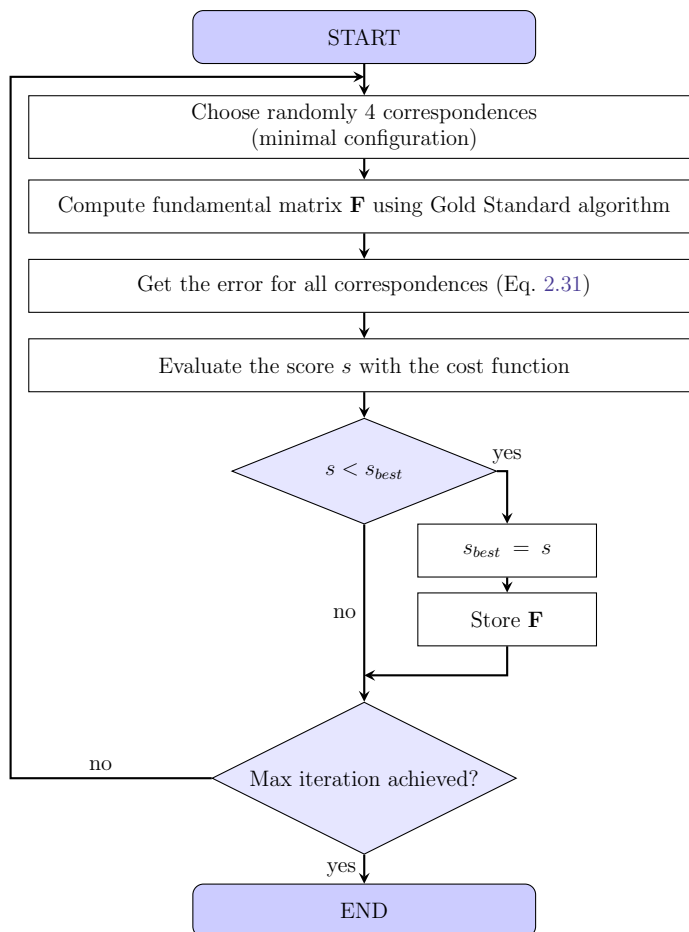 START
Choose randomly 4 correspondences
(minimal configuration)
Compute fundamental matrix F using Gold Standard algorithm
Get the error for all correspondences (Eq. 2.31)
Evaluate the score s with the cost function
s < s_best
yes
s_best = s
no
Store F
no
Max iteration achieved?
yes
END